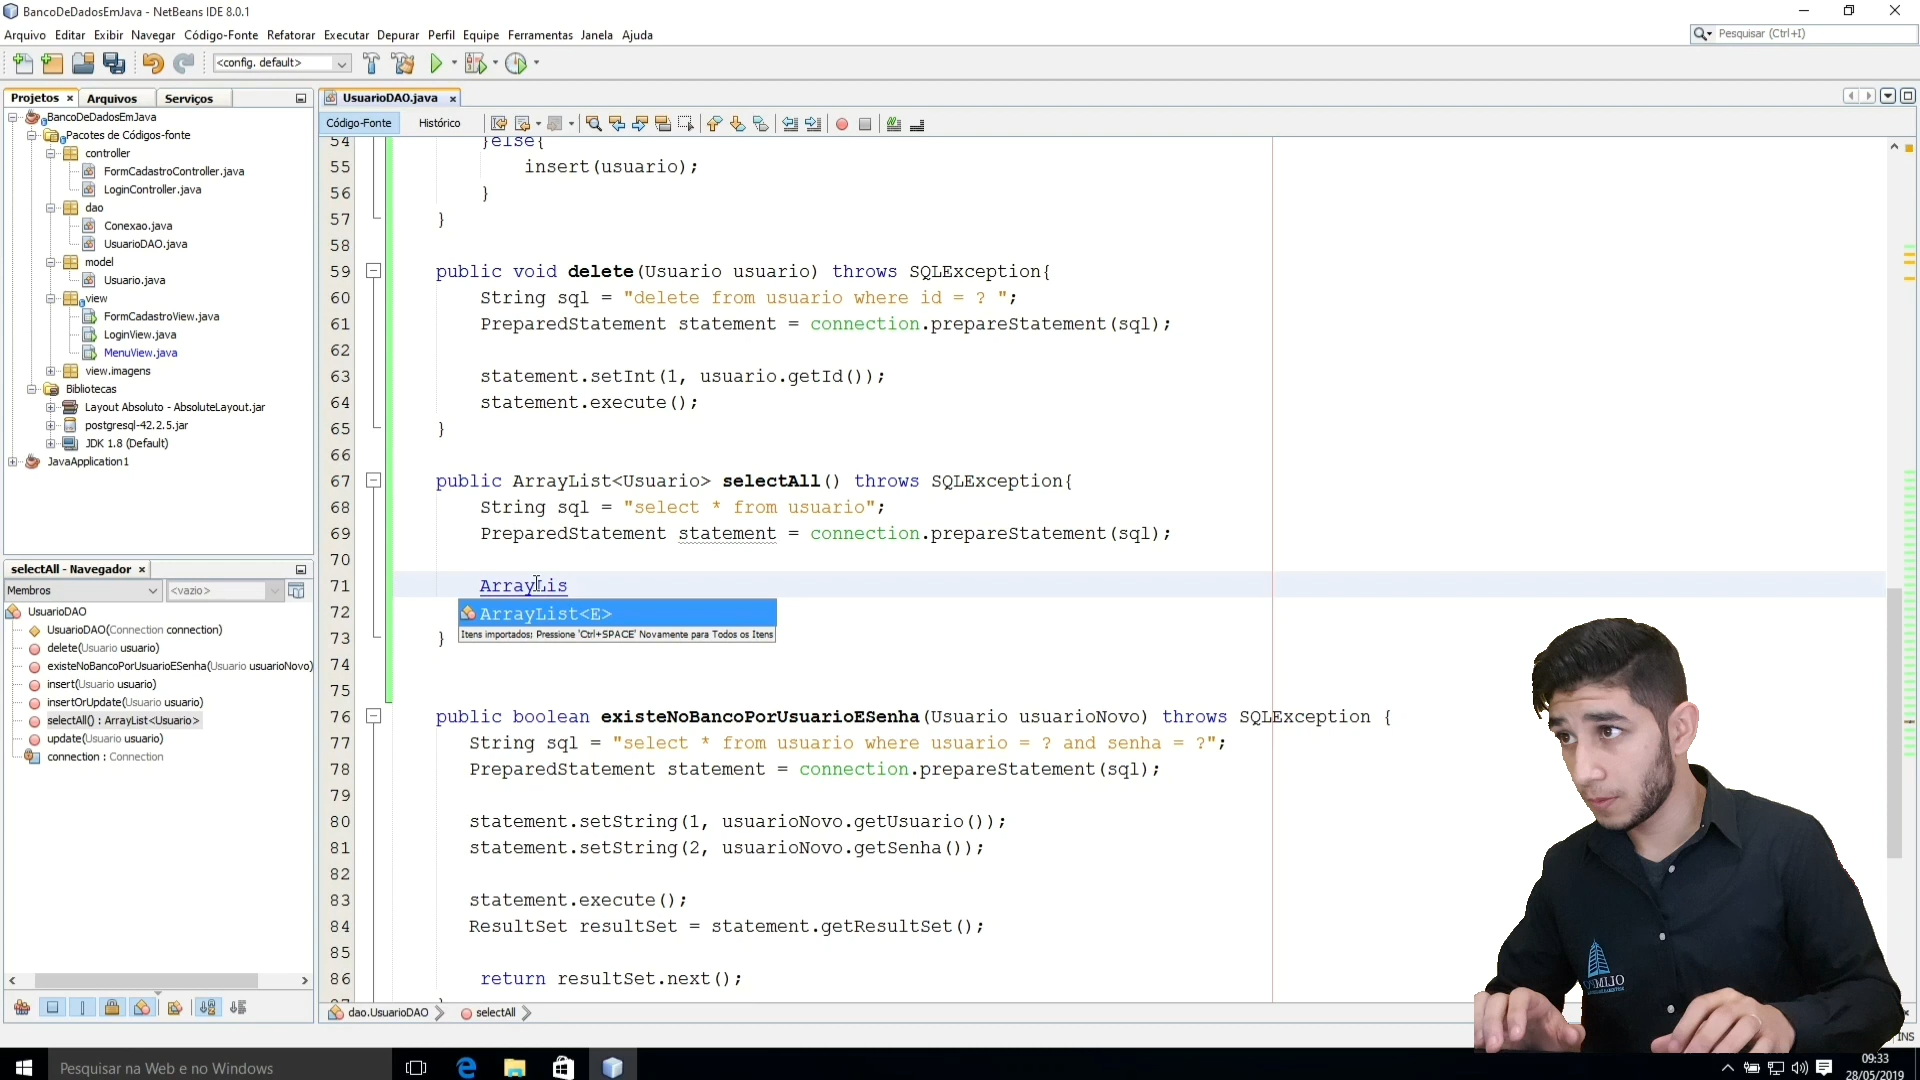 BancoDeDadosEmJava - NetBeans IDE 8.0.1
Arquivo Editar Exibir Navegar Código-Fonte Refatorar Executar Depurar Perfil Equipe Ferramentas Janela Ajuda
Pesquisar (Ctrl+I)
<config. default>
Projetos Arquivos Serviços
UsuarioDAO.java
Código-Fonte Histórico
BancoDeDadosEmJava
Pacotes de Códigos-fonte
controller
FormCadastroController.java
LoginController.java
dao
Conexao.java
UsuarioDAO.java
model
Usuario.java
view
FormCadastroView.java
LoginView.java
MenuView.java
view.imagens
Bibliotecas
Layout Absoluto - AbsoluteLayout.jar
postgresql-42.2.5.jar
JDK 1.8 (Default)
JavaApplication1
selectAll - Navegador
Membros <vazio>
UsuarioDAO
UsuarioDAO(Connection connection)
delete(Usuario usuario)
existeNoBancoPorUsuarioESenha(Usuario usuarioNovo)
insert(Usuario usuario)
insertOrUpdate(Usuario usuario)
selectAll() : ArrayList<Usuario>
update(Usuario usuario)
connection : Connection
54 }else{
55 insert(usuario);
56 }
57 }
58
59 public void delete(Usuario usuario) throws SQLException{
60 String sql = "delete from usuario where id = ? ";
61 PreparedStatement statement = connection.prepareStatement(sql);
62
63 statement.setInt(1, usuario.getId());
64 statement.execute();
65 }
66
67 public ArrayList<Usuario> selectAll() throws SQLException{
68 String sql = "select * from usuario";
69 PreparedStatement statement = connection.prepareStatement(sql);
70
71 ArrayLis
72 ArrayList<E>
Itens importados; Pressione 'Ctrl+SPACE' Novamente para Todos os Itens
73 }
74
75
76 public boolean existeNoBancoPorUsuarioESenha(Usuario usuarioNovo) throws SQLException {
77 String sql = "select * from usuario where usuario = ? and senha = ?";
78 PreparedStatement statement = connection.prepareStatement(sql);
79
80 statement.setString(1, usuarioNovo.getUsuario());
81 statement.setString(2, usuarioNovo.getSenha());
82
83 statement.execute();
84 ResultSet resultSet = statement.getResultSet();
85
86 return resultSet.next();
dao.UsuarioDAO selectAll
INS
OLIMPO
Pesquisar na Web e no Windows
09:33
28/05/2019